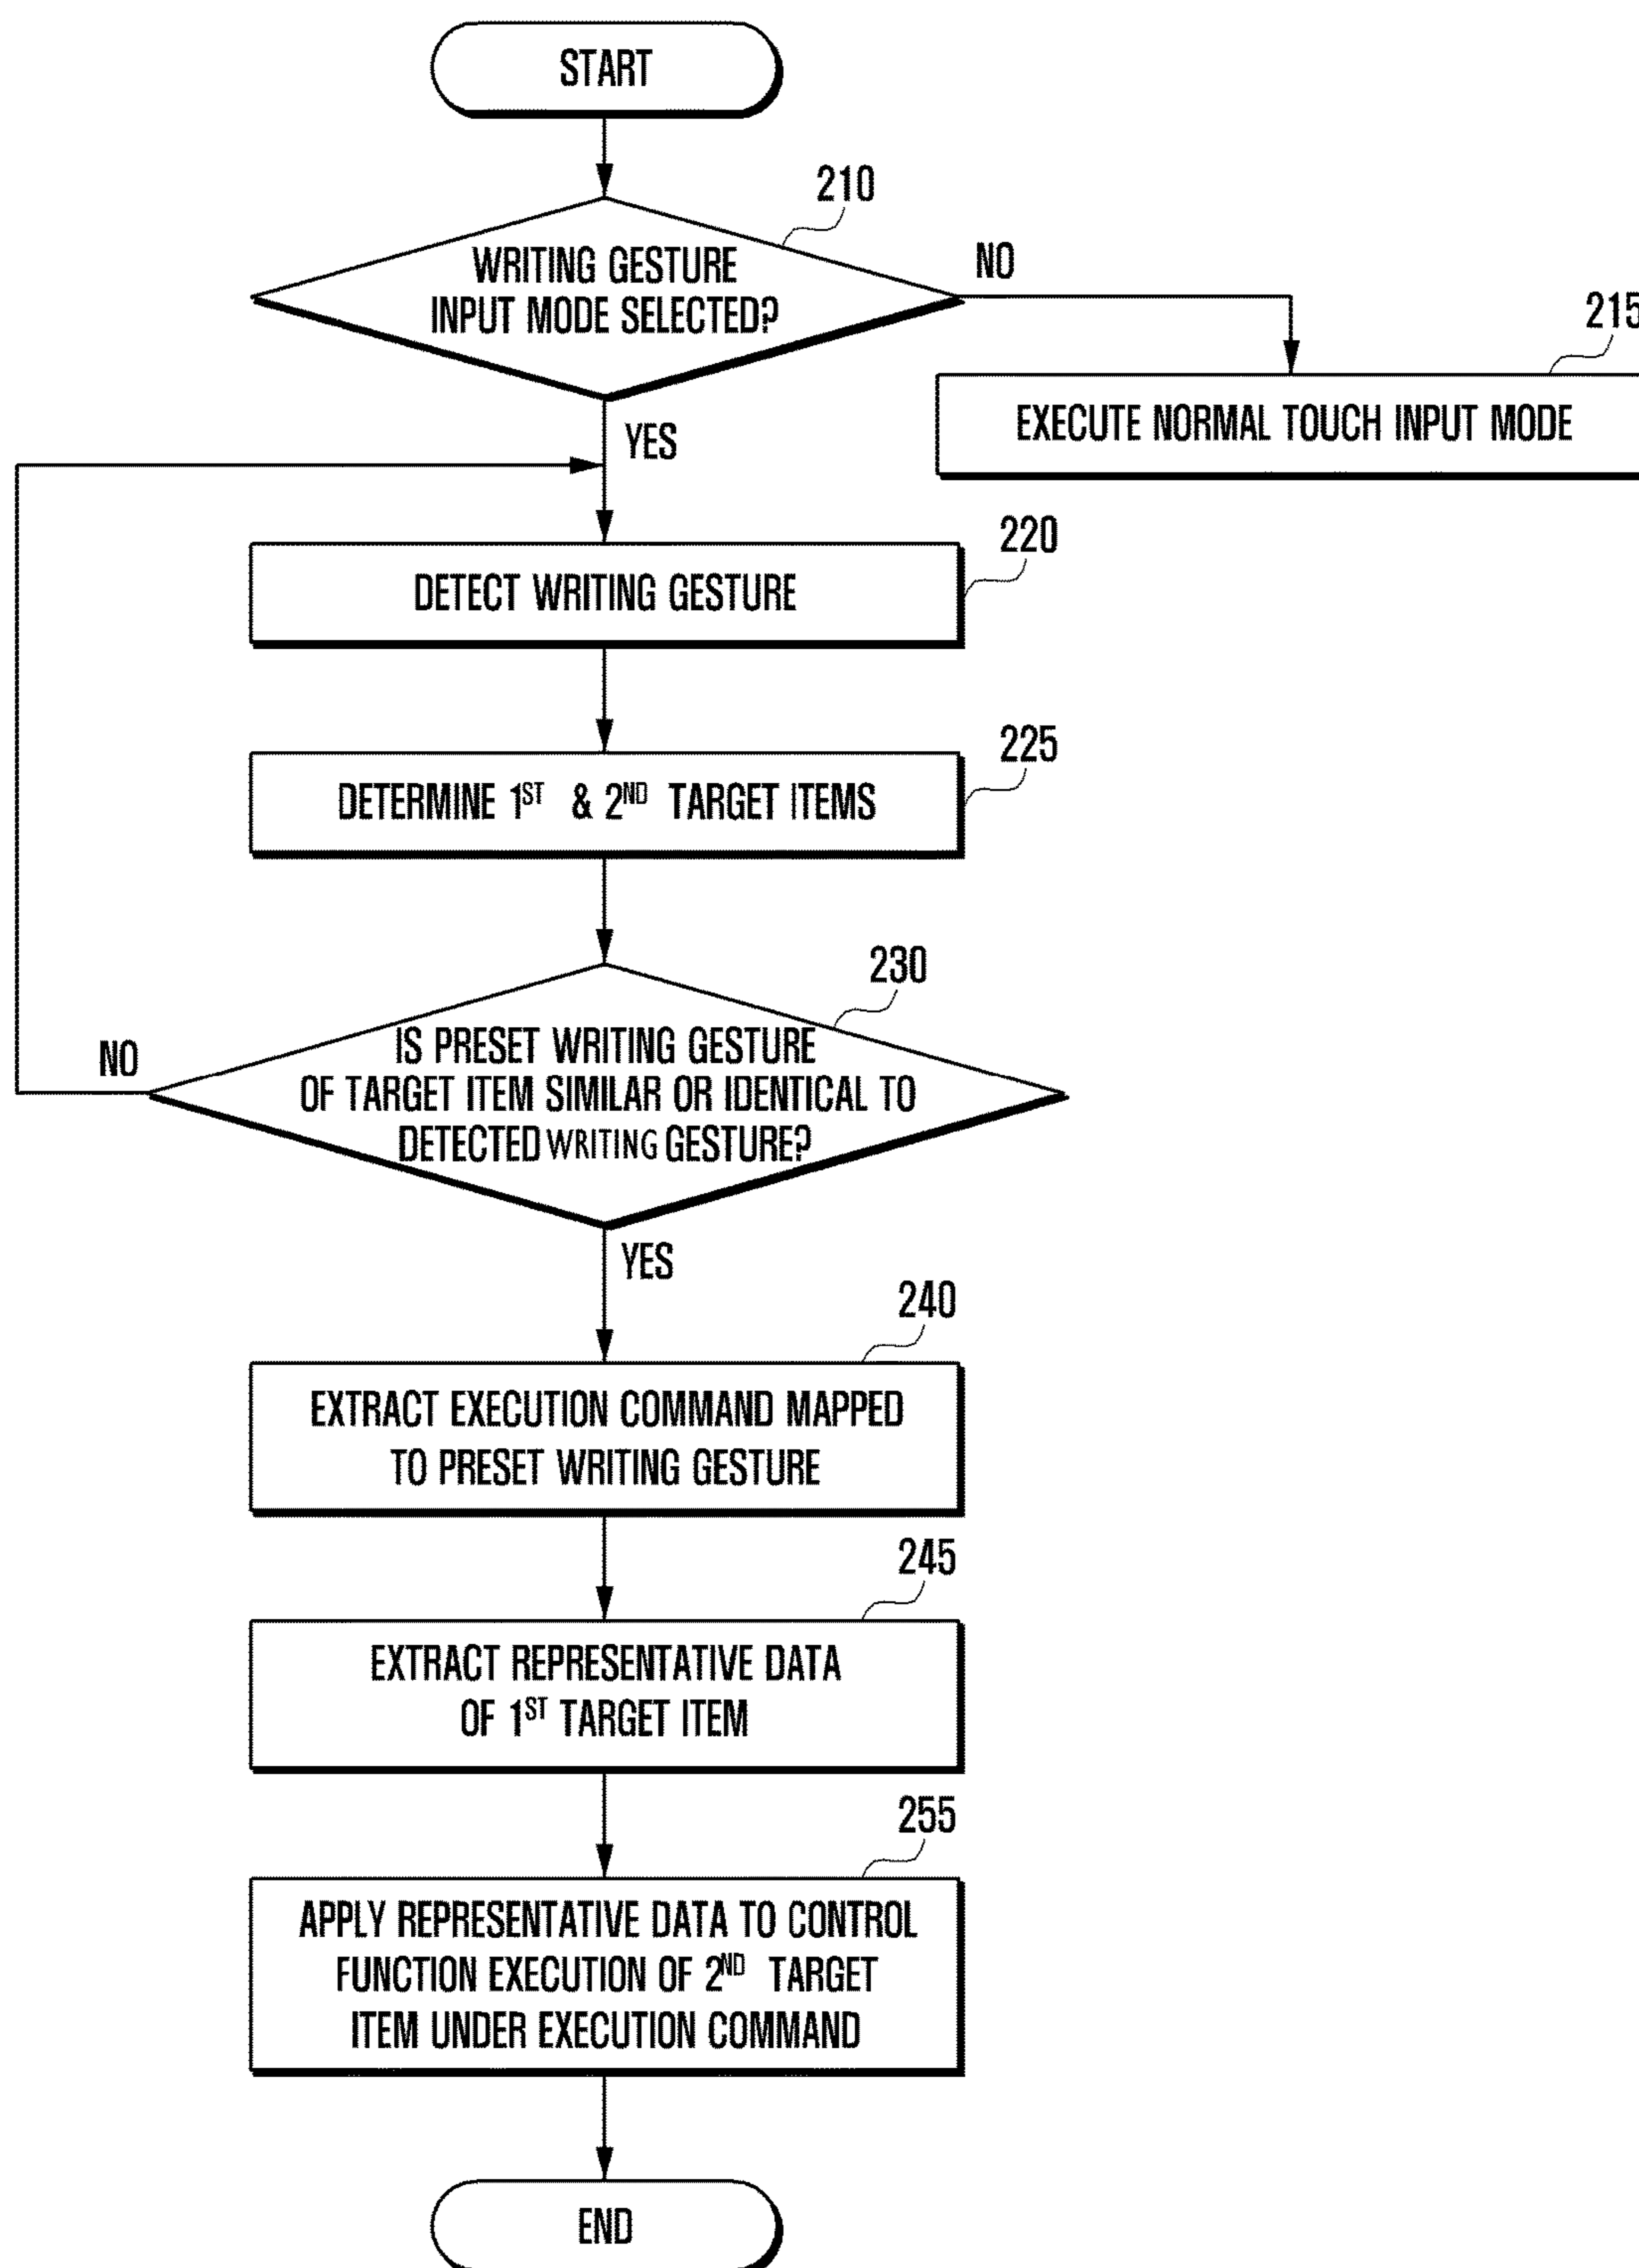 START
210
WRITING GESTURE
INPUT MODE SELECTED?
NO
215
EXECUTE NORMAL TOUCH INPUT MODE
YES
220
DETECT WRITING GESTURE
225
DETERMINE 1ST & 2ND TARGET ITEMS
230
IS PRESET WRITING GESTURE
OF TARGET ITEM SIMILAR OR IDENTICAL TO
DETECTED WRITING GESTURE?
NO
YES
240
EXTRACT EXECUTION COMMAND MAPPED
TO PRESET WRITING GESTURE
245
EXTRACT REPRESENTATIVE DATA
OF 1ST TARGET ITEM
255
APPLY REPRESENTATIVE DATA TO CONTROL
FUNCTION EXECUTION OF 2ND TARGET
ITEM UNDER EXECUTION COMMAND
END